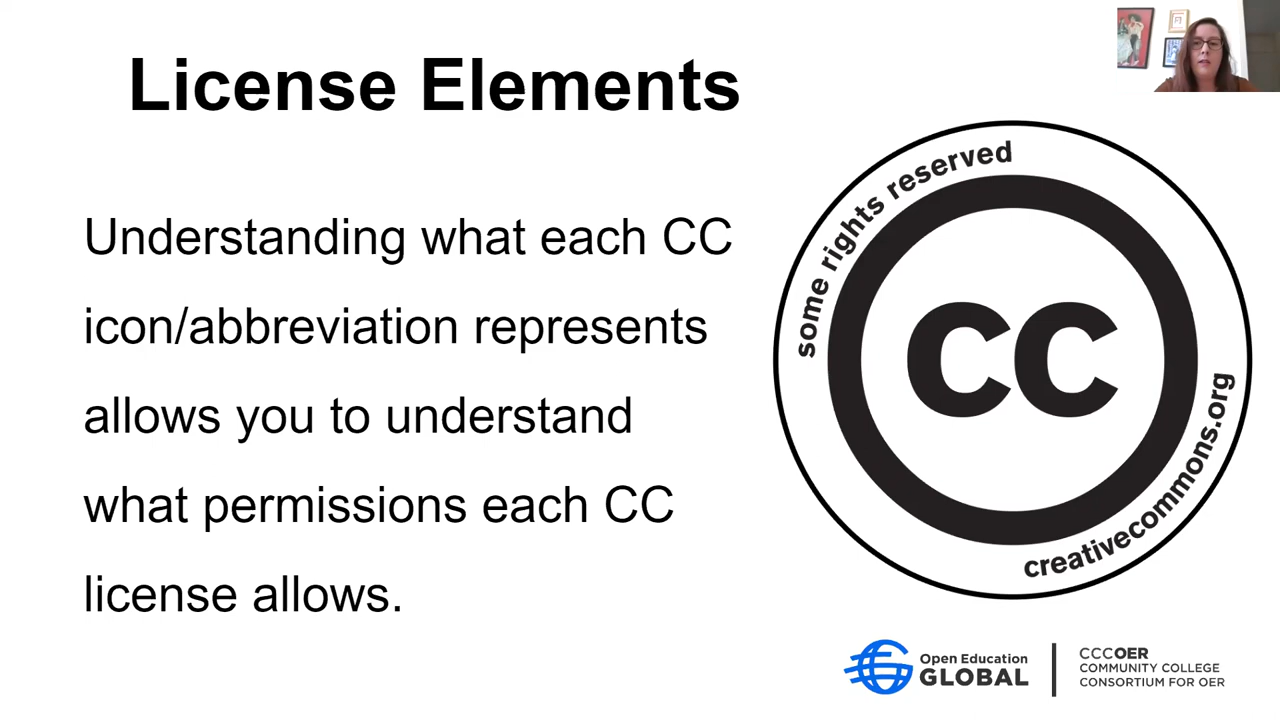 License Elements
Understanding what each CC
icon/abbreviation represents
allows you to understand
what permissions each CC
license allows.
some rights reserved
cc
creativecommons.org
Open Education
GLOBAL
CCCOER
COMMUNITY COLLEGE
CONSORTIUM FOR OER